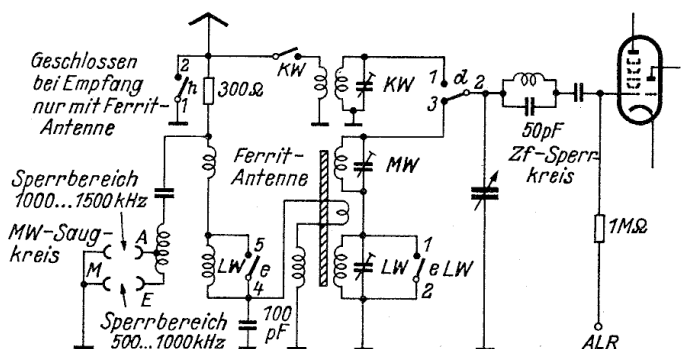 Geschlossen
bei Empfang
nur mit Ferrit-
Antenne
2
h
1
300Ω
KW
KW
1
d
2
3
50pF
Zf-Sperr-
kreis
Ferrit-
Antenne
MW
Sperrbereich
1000...1500kHz
MW-Saug-
kreis
A
M
E
Sperrbereich
500...1000kHz
LW
5
e
4
100
pF
LW
1
e LW
2
1MΩ
ALR